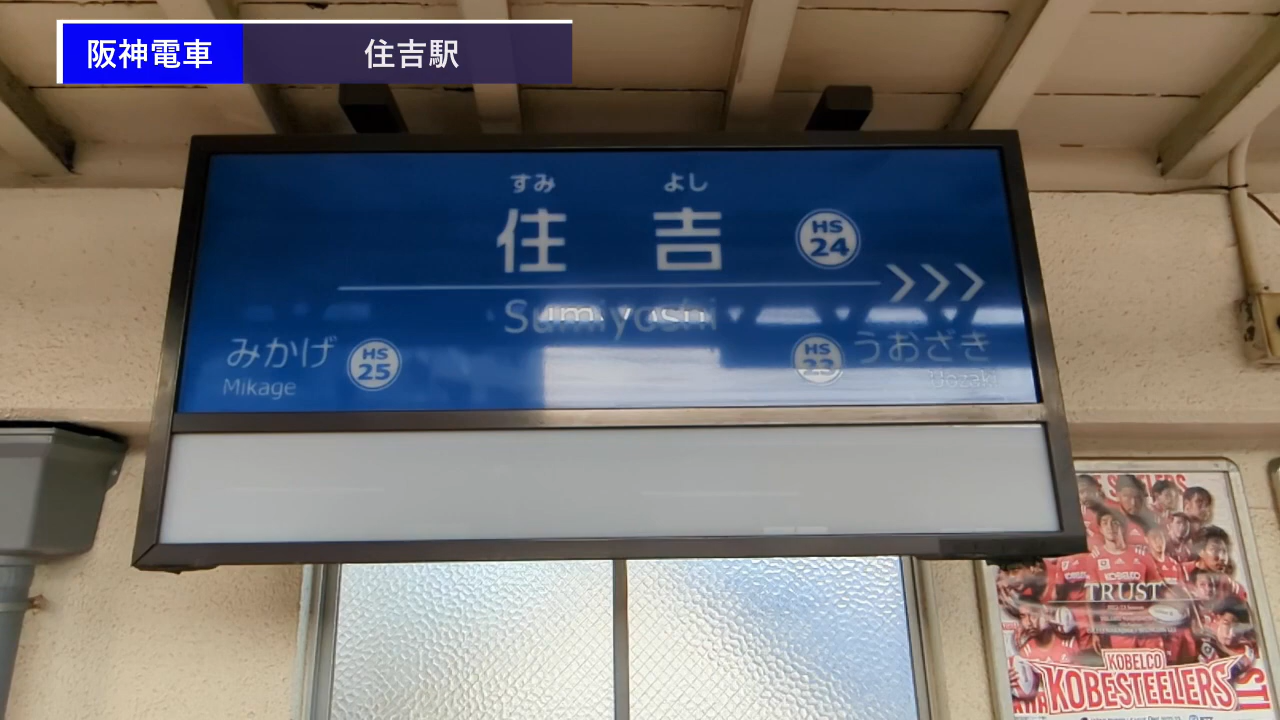 阪神電車 住吉駅
すみ よし
住 吉
HS
24
Sumiyoshi
みかげ
HS
25
Mikage
HS
23
うおざき
Uozaki
TRUST
KOBELCO
KOBESTEELERS